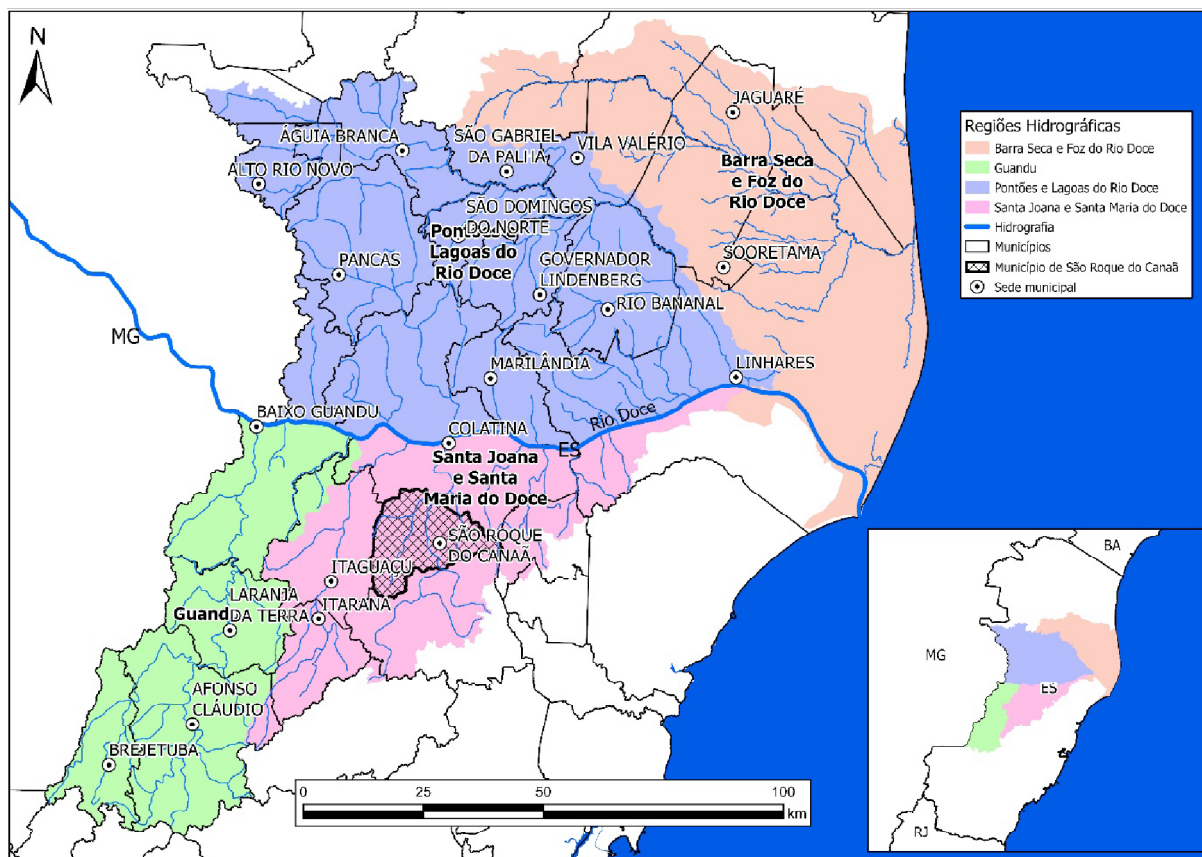 N
JAGUARÉ
ÁGUIA BRANCA
SÃO GABRIEL
DA PALHA
VILA VALÉRIO
Barra Seca
e Foz do
Rio Doce
ALTO RIO NOVO
SÃO DOMINGOS
DO NORTE
Lagoas do
Rio Doce
PANCAS
GOVERNADOR
LINDENBERG
SOORETAMA
RIO BANANAL
MG
MARILÂNDIA
LINHARES
Rio Doce
BAIXO GUANDU
COLATINA
ES
Santa Joana
e Santa
Maria do Doce
SÃO ROQUE
DO CANAÃ
ITAGUAÇU
LARANJA
DA TERRA
Guand
ITARANA
AFONSO
CLÁUDIO
BREJETUBA
0 25 50 100
km
Regiões Hidrográficas
Barra Seca e Foz do Rio Doce
Guandu
Pontões e Lagoas do Rio Doce
Santa Joana e Santa Maria do Doce
Hidrografia
Municípios
Município de São Roque do Canaã
Sede municipal
BA
MG
ES
RJ